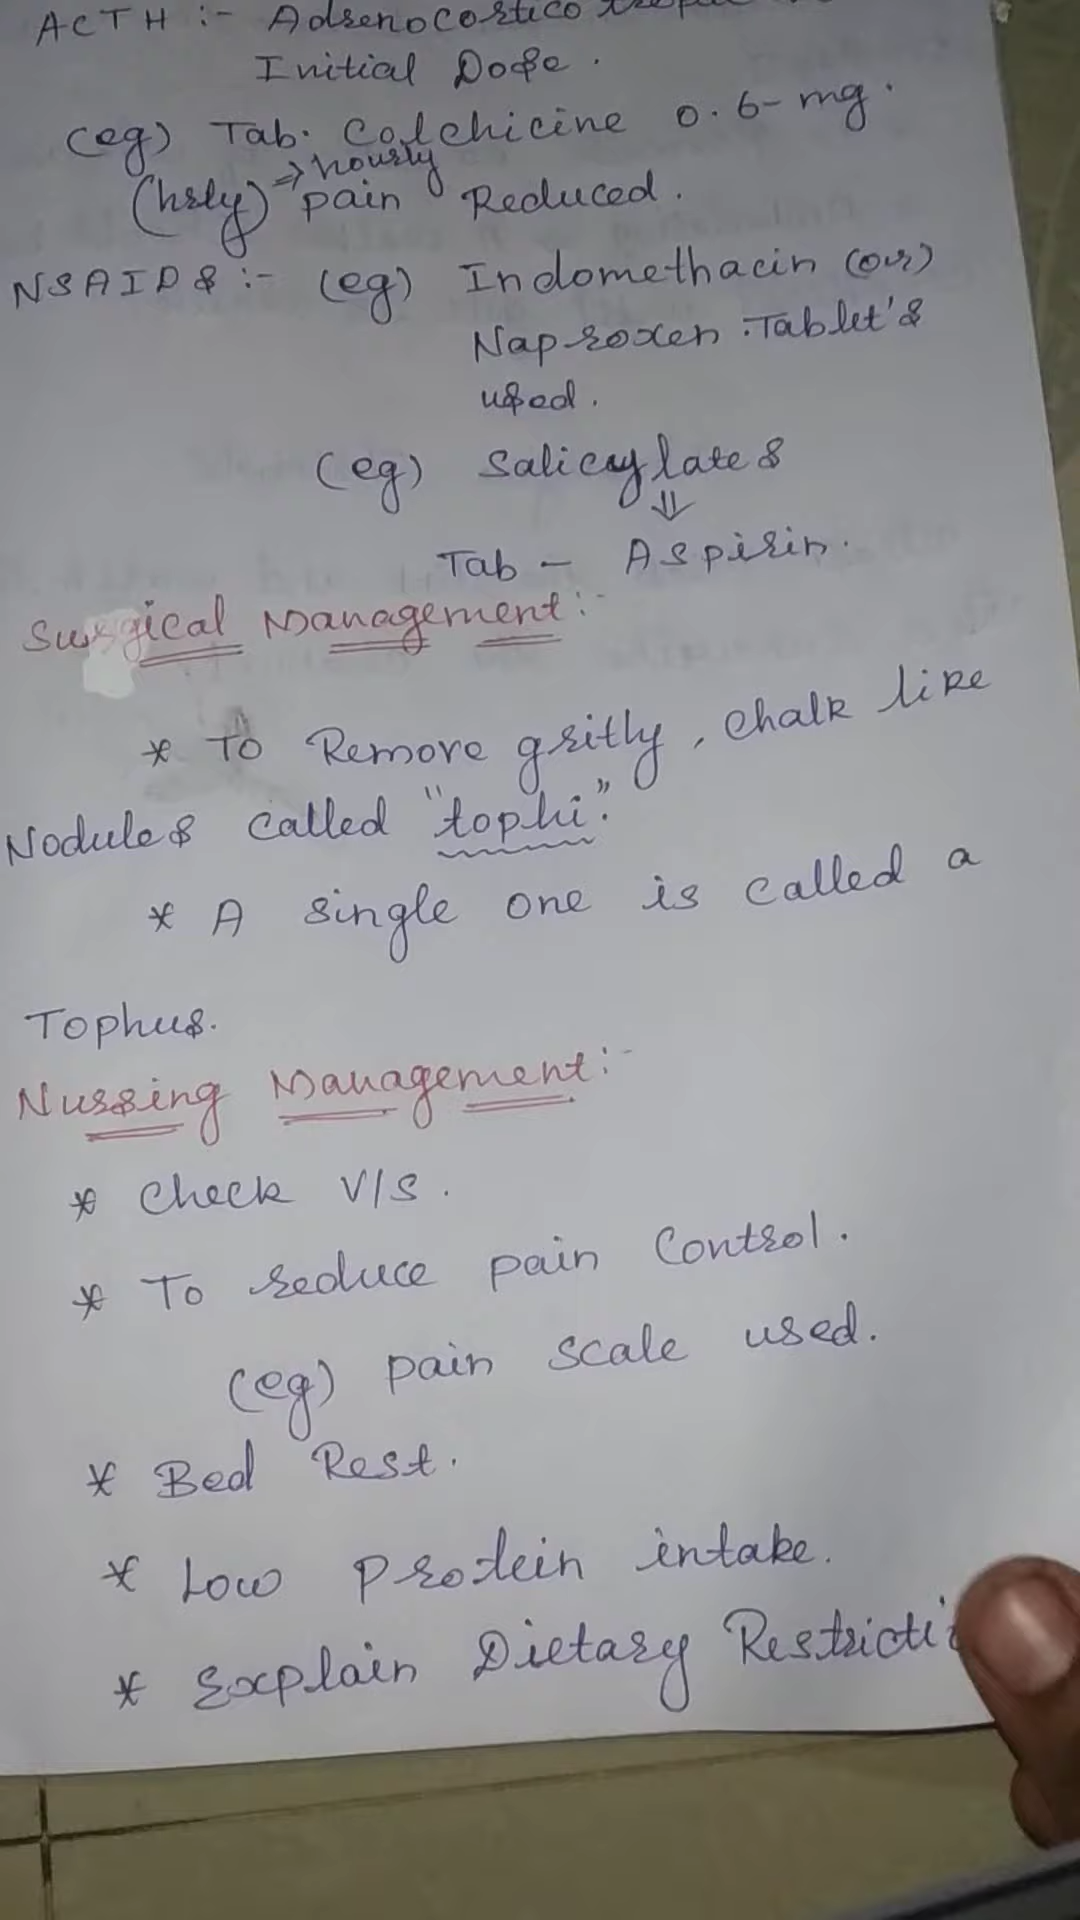 ACTH :- Adrenocortico
Initial Dose.
(eg) Tab. Colchicine 0.6-mg.
⇒ hourly
(hrly) pain Reduced.
NSAIDS :- (eg) Indomethacin (or)
Naproxen Tablet's
used.
(eg) Salicylates
⇓
Tab - Aspirin.
Surgical Management:-
* To Remove gritly, chalk like
Nodules called "tophi".
* A single one is called a
Tophus.
Nursing Management:-
* Check V/S.
* To reduce pain Control.
(eg) pain scale used.
* Bed Rest.
* Low protein intake.
* Explain Dietary Restricti